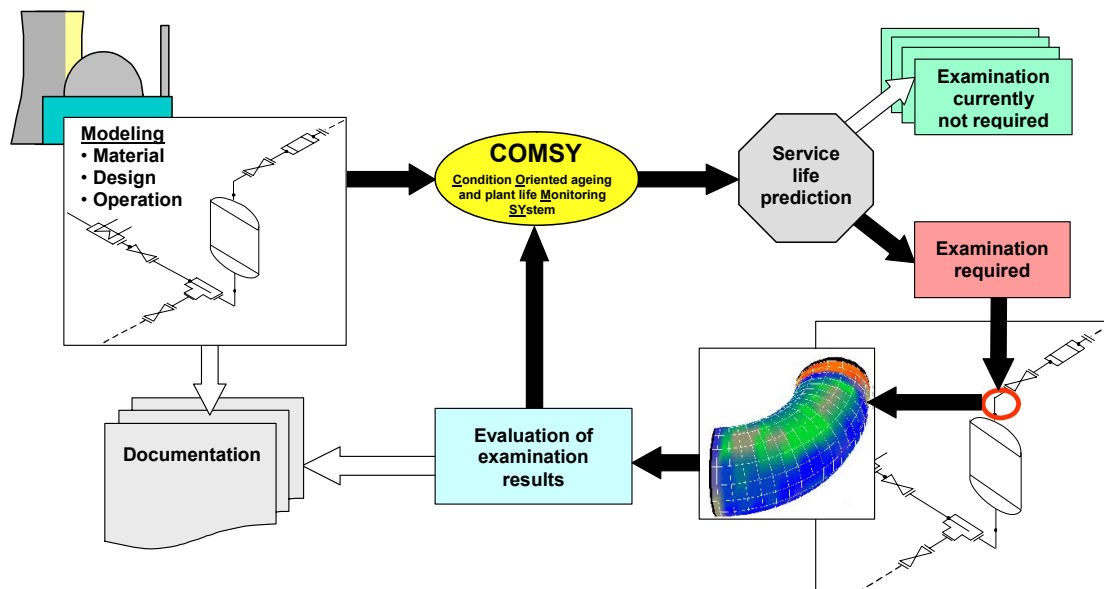 Modeling
• Material
• Design
• Operation
COMSY
Condition Oriented ageing
and plant life Monitoring
SYstem
Service
life
prediction
Examination
currently
not required
Examination
required
Evaluation of
examination
results
Documentation